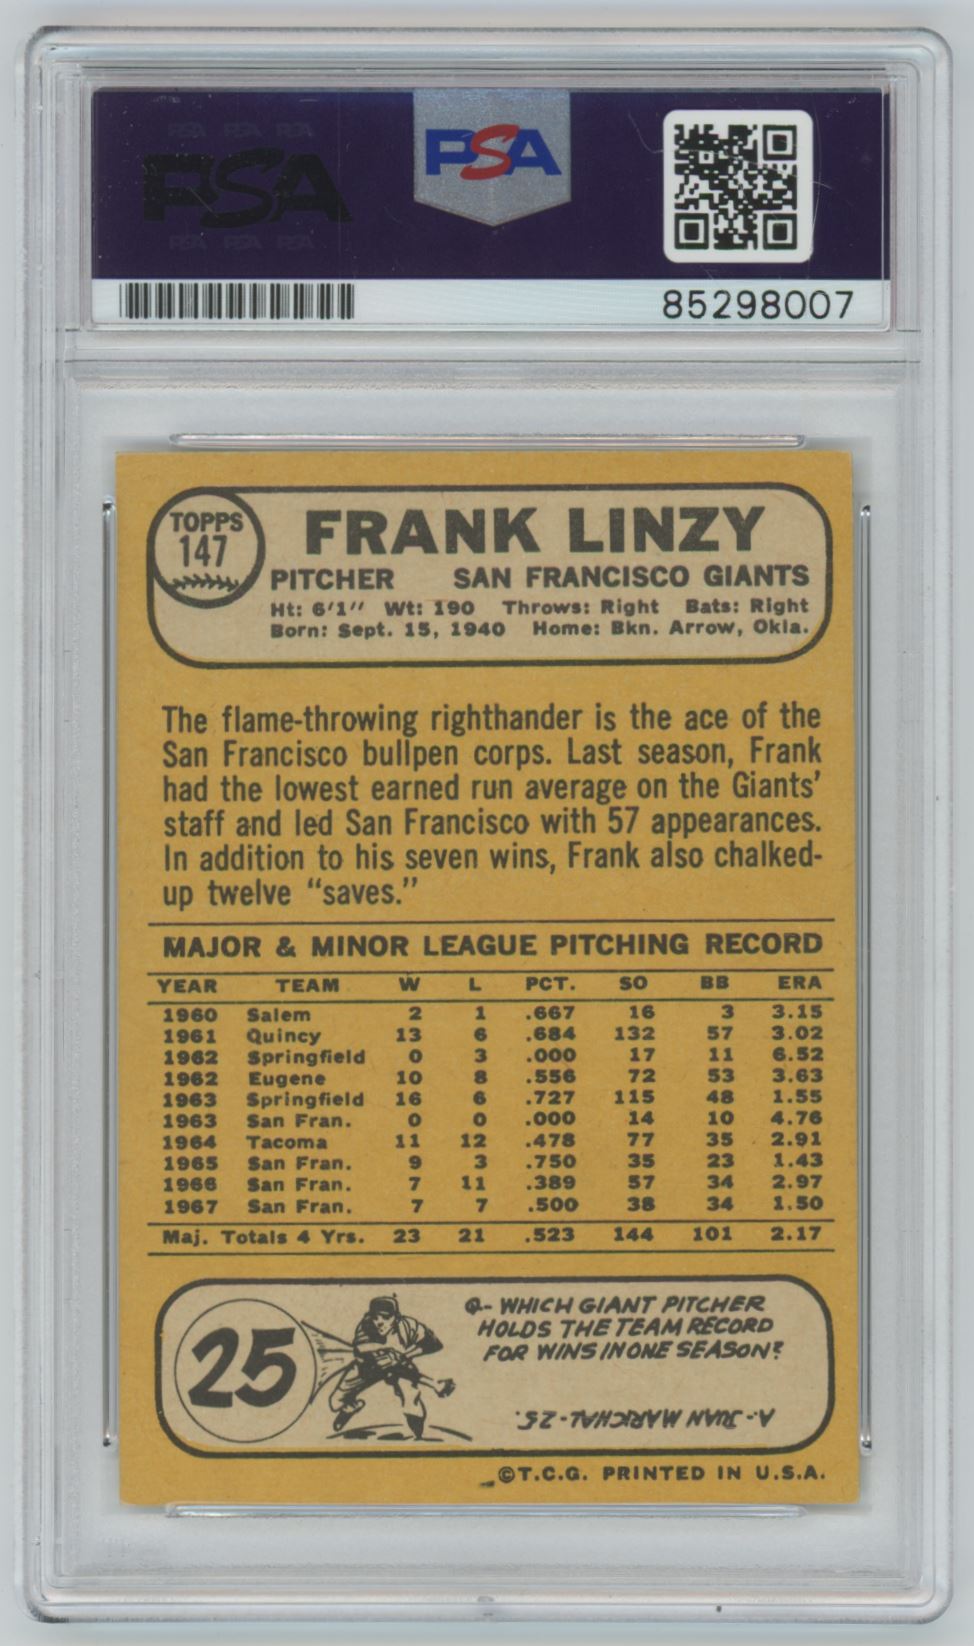 PSA PSA PSA
PSA
PSA
PSA PSA PSA
85298007
TOPPS
147
FRANK LINZY
PITCHER SAN FRANCISCO GIANTS
Ht: 6'1" Wt: 190 Throws: Right Bats: Right
Born: Sept. 15, 1940 Home: Bkn. Arrow, Okla.
The flame-throwing righthander is the ace of the
San Francisco bullpen corps. Last season, Frank
had the lowest earned run average on the Giants'
staff and led San Francisco with 57 appearances.
In addition to his seven wins, Frank also chalked-
up twelve "saves."
MAJOR & MINOR LEAGUE PITCHING RECORD
YEAR TEAM W L PCT. SO BB ERA
1960 Salem 2 1 .667 16 3 3.15
1961 Quincy 13 6 .684 132 57 3.02
1962 Springfield 0 3 .000 17 11 6.52
1962 Eugene 10 8 .556 72 53 3.63
1963 Springfield 16 6 .727 115 48 1.55
1963 San Fran. 0 0 .000 14 10 4.76
1964 Tacoma 11 12 .478 77 35 2.91
1965 San Fran. 9 3 .750 35 23 1.43
1966 San Fran. 7 11 .389 57 34 2.97
1967 San Fran. 7 7 .500 38 34 1.50
Maj. Totals 4 Yrs. 23 21 .523 144 101 2.17
25
Q- WHICH GIANT PITCHER
HOLDS THE TEAM RECORD
FOR WINS IN ONE SEASON?
A- JUAN MARICHAL-25.
©T.C.G. PRINTED IN U.S.A.